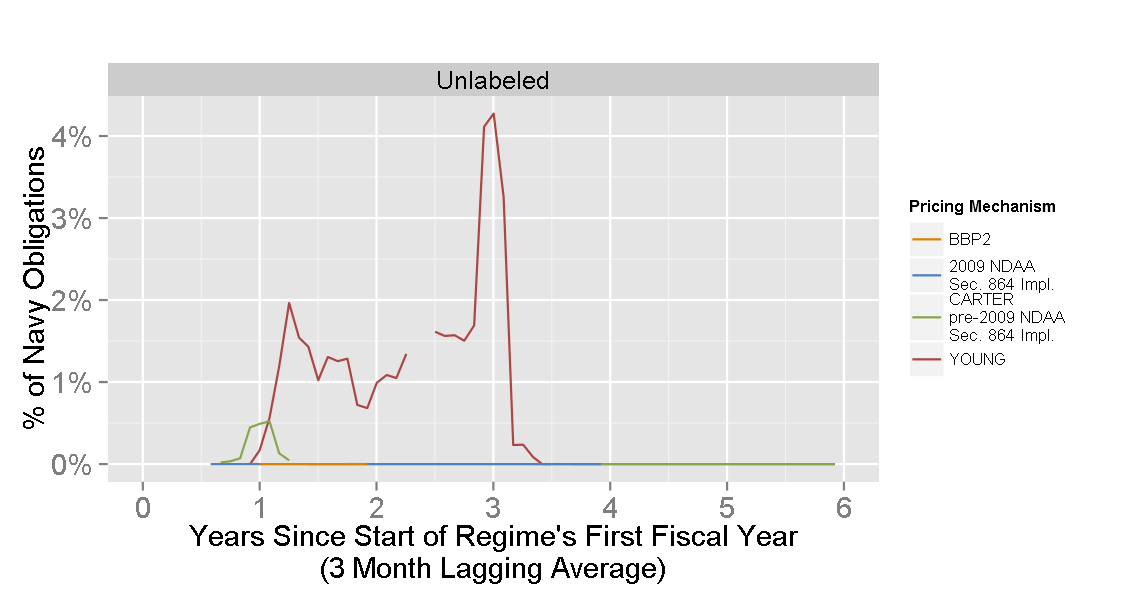 Unlabeled
% of Navy Obligations
4%
3%
2%
1%
0%
0 1 2 3 4 5 6
Years Since Start of Regime's First Fiscal Year
(3 Month Lagging Average)
Pricing Mechanism
BBP2
2009 NDAA
Sec. 864 Impl.
CARTER
pre-2009 NDAA
Sec. 864 Impl.
YOUNG